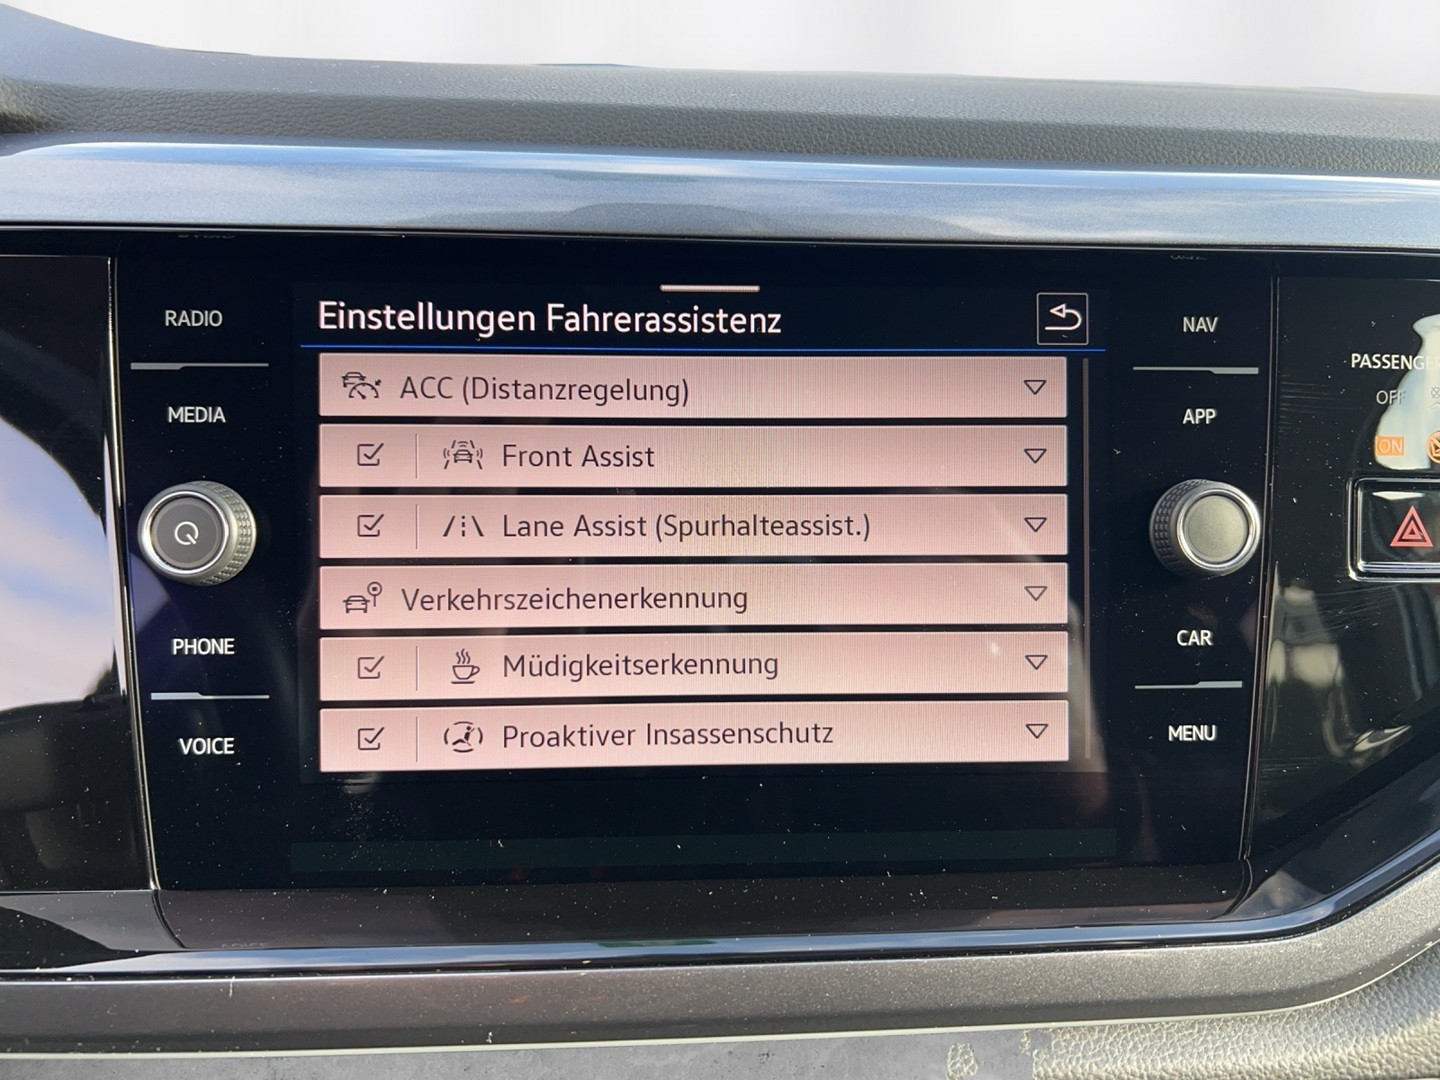 Einstellungen Fahrerassistenz
ACC (Distanzregelung)
Front Assist
Lane Assist (Spurhalteassist.)
Verkehrszeichenerkennung
Müdigkeitserkennung
Proaktiver Insassenschutz
RADIO
MEDIA
PHONE
VOICE
NAV
APP
CAR
MENU
PASSENGER
OFF
ON